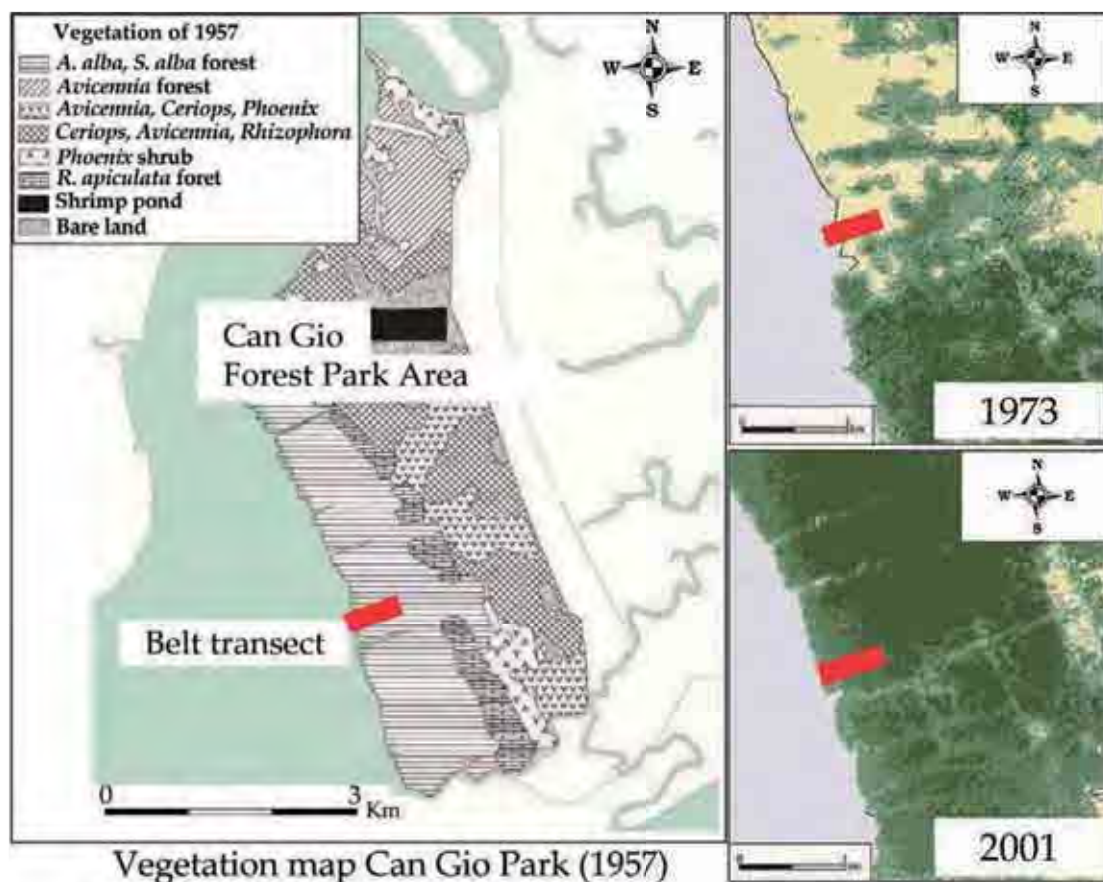 Vegetation of 1957
A. alba, S. alba forest
Avicennia forest
Avicennia, Ceriops, Phoenix
Ceriops, Avicennia, Rhizophora
Phoenix shrub
R. apiculata foret
Shrimp pond
Bare land
N
W E
S
Can Gio
Forest Park Area
Belt transect
0 3
Km
Vegetation map Can Gio Park (1957)
N
W E
S
1973
N
W E
S
2001